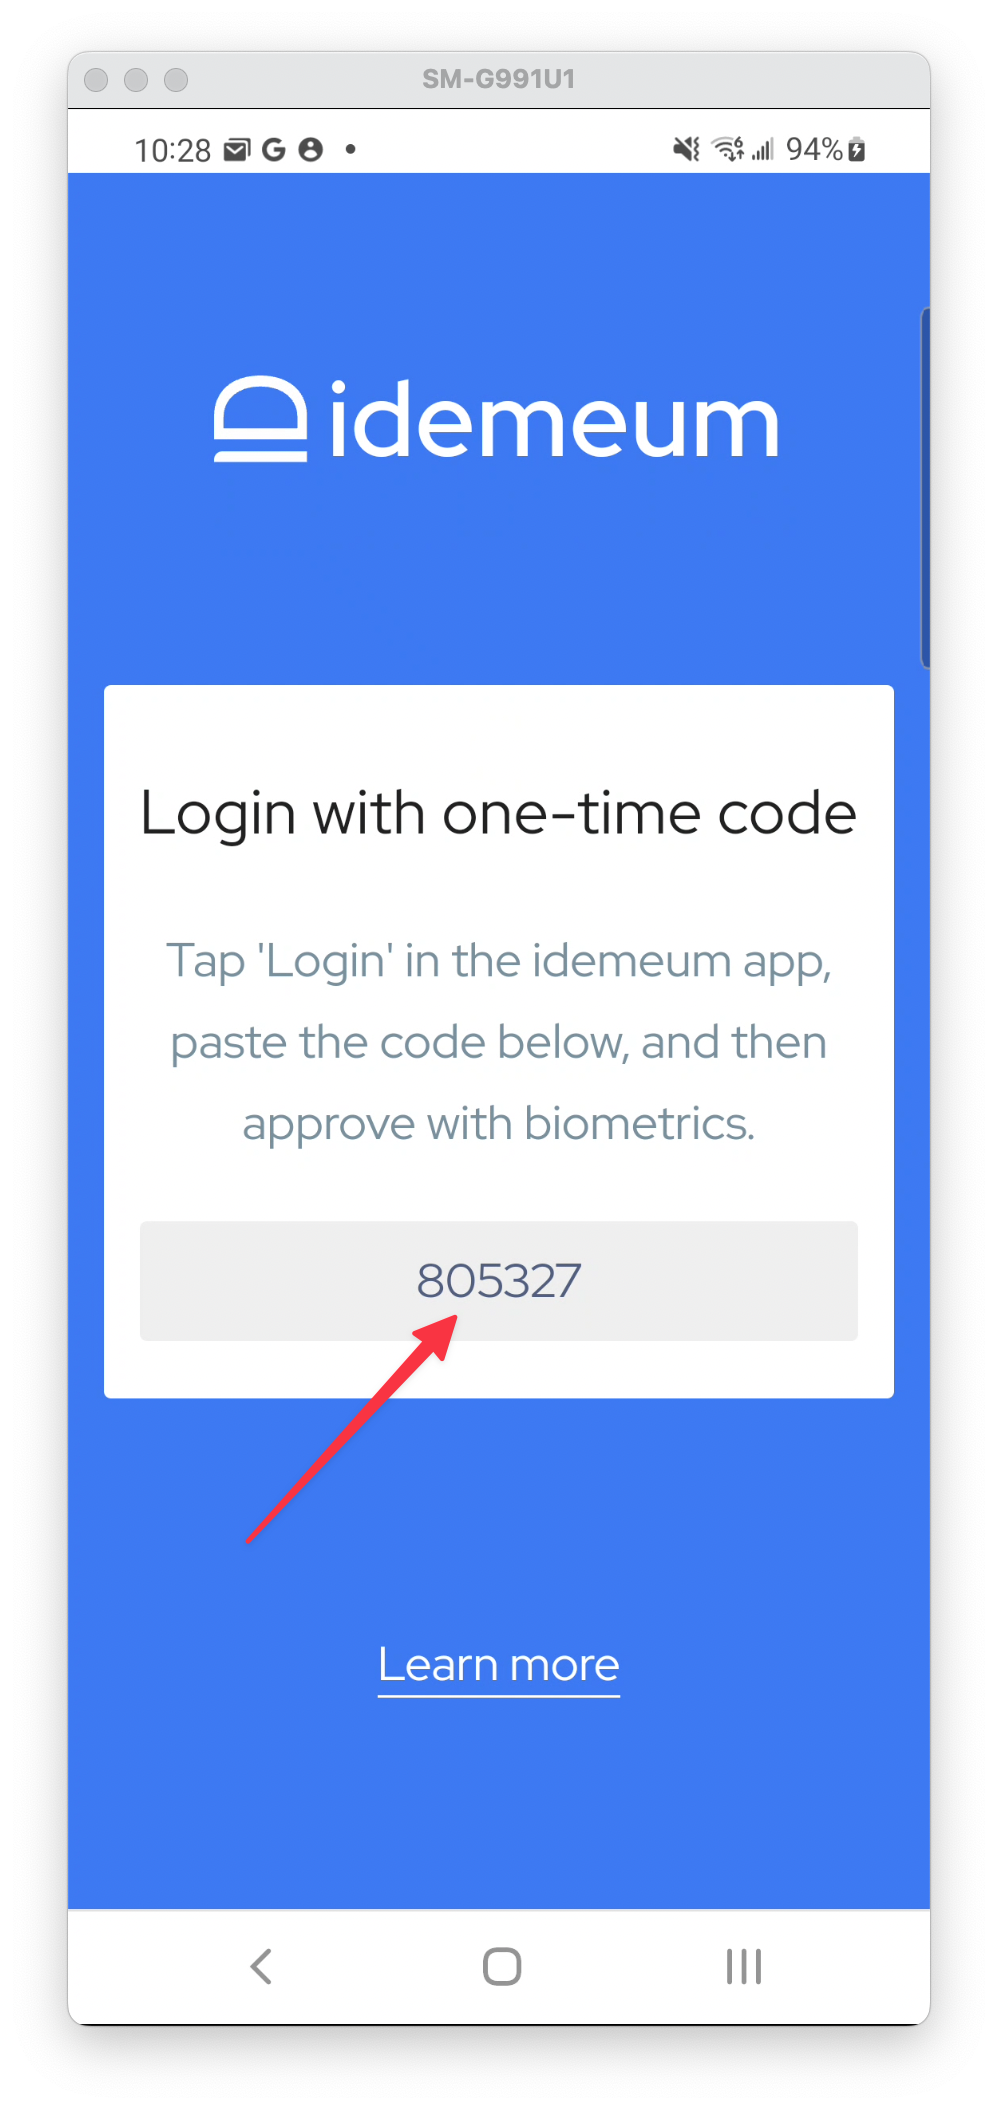 SM-G991U1
10:28
94%
idemeum
Login with one-time code
Tap 'Login' in the idemeum app,
paste the code below, and then
approve with biometrics.
805327
Learn more